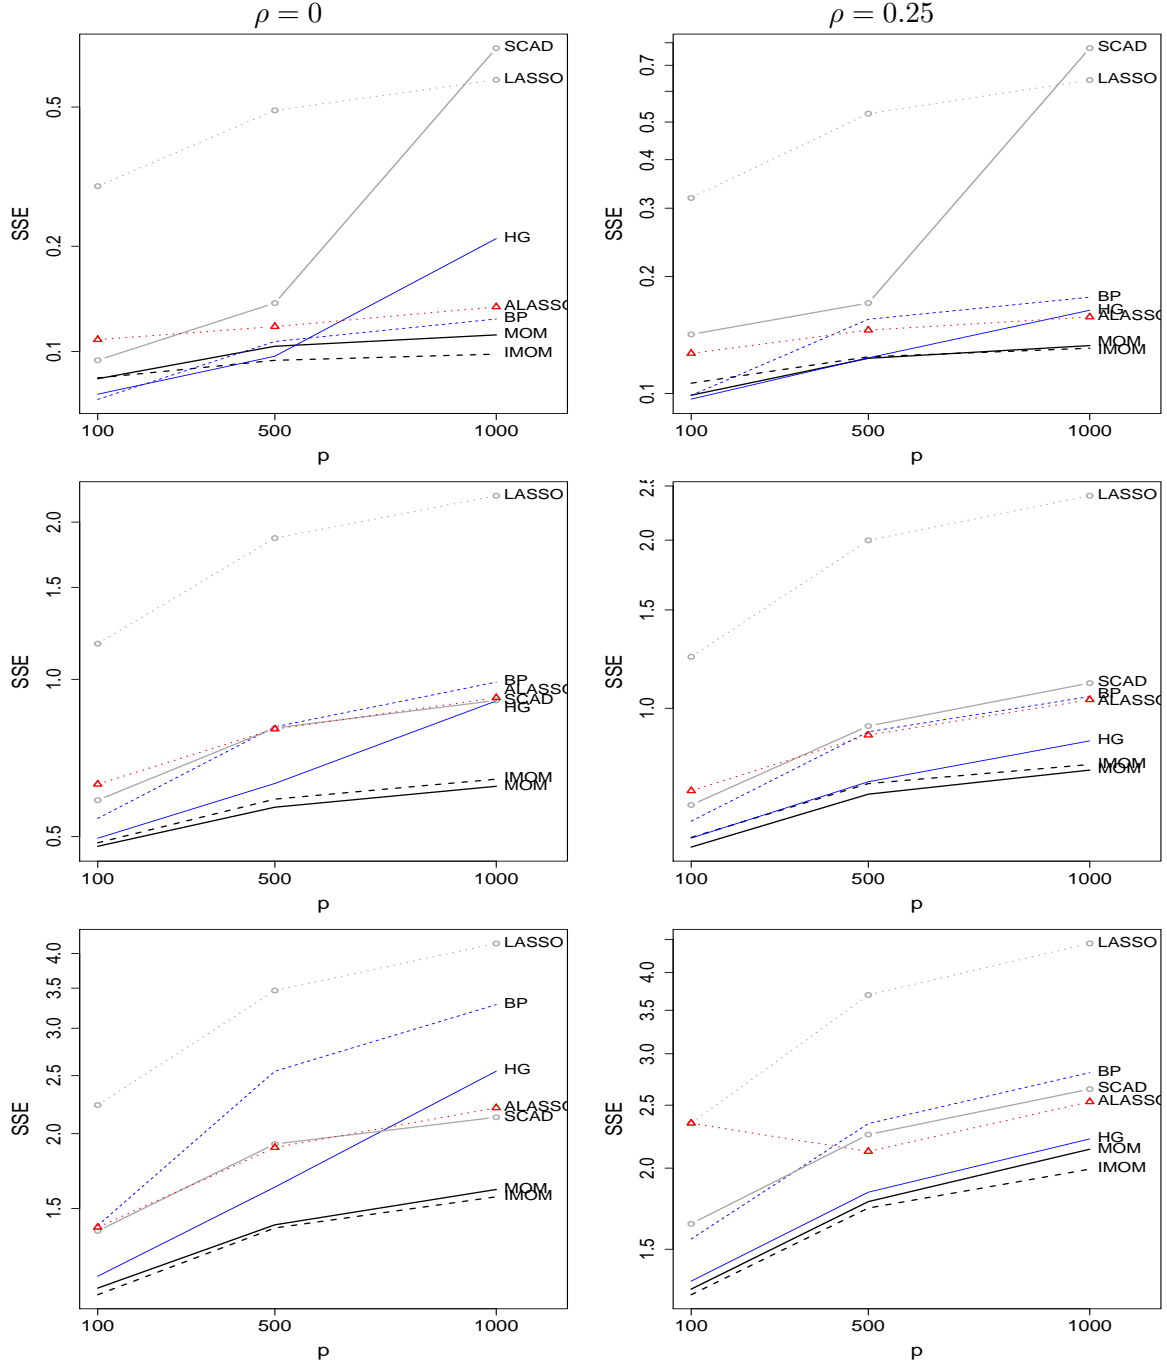 ρ = 0
SSE
0.1
0.2
0.5
100
500
1000
p
SCAD
LASSO
HG
ALASSO
BP
MOM
IMOM
ρ = 0.25
SSE
0.1
0.2
0.3
0.4
0.5
0.7
100
500
1000
p
SCAD
LASSO
BP
HG
ALASSO
MOM
IMOM
SSE
0.5
1.0
1.5
2.0
100
500
1000
p
LASSO
BP
ALASSO
SCAD
HG
IMOM
MOM
SSE
1.0
1.5
2.0
2.5
100
500
1000
p
LASSO
SCAD
BP
ALASSO
HG
IMOM
MOM
SSE
1.5
2.0
2.5
3.0
3.5
4.0
100
500
1000
p
LASSO
BP
HG
ALASSO
SCAD
MOM
IMOM
SSE
1.5
2.0
2.5
3.0
3.5
4.0
100
500
1000
p
LASSO
BP
SCAD
ALASSO
HG
MOM
IMOM